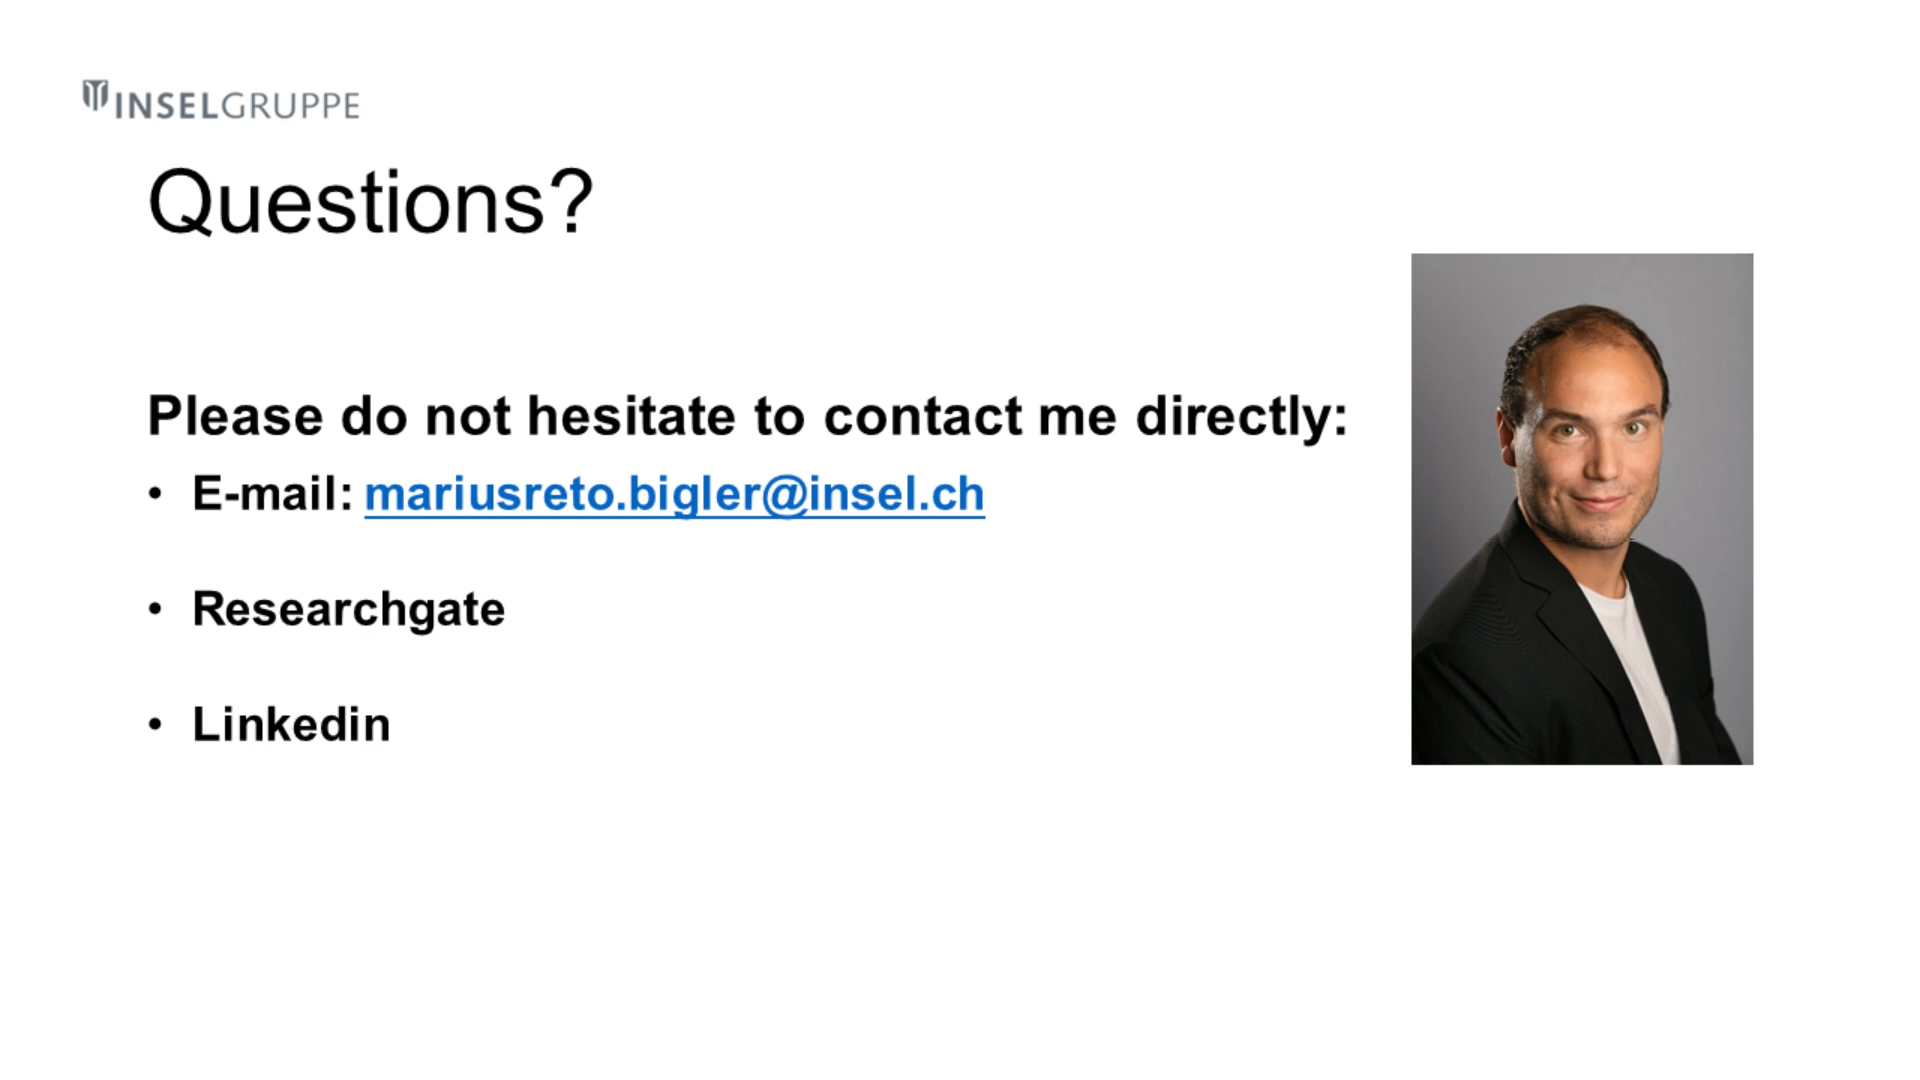 INSELGRUPPE
Questions?
Please do not hesitate to contact me directly:
• E-mail: mariusreto.bigler@insel.ch
• Researchgate
• Linkedin